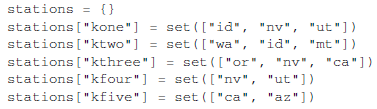 stations = {}
stations["kone"] = set(["id", "nv", "ut"])
stations["ktwo"] = set(["wa", "id", "mt"])
stations["kthree"] = set(["or", "nv", "ca"])
stations["kfour"] = set(["nv", "ut"])
stations["kfive"] = set(["ca", "az"])